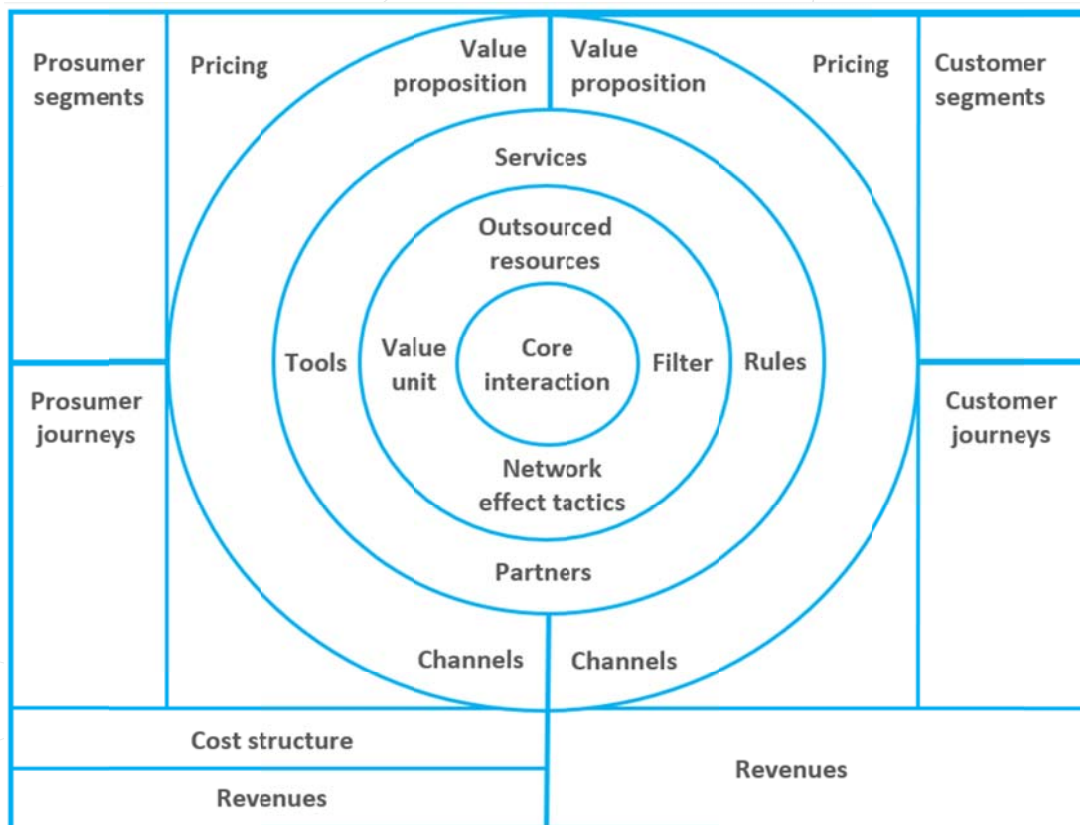 Prosumer
segments
Pricing
Value
proposition
Value
proposition
Pricing
Customer
segments
Services
Outsourced
resources
Tools
Value
unit
Core
interaction
Filter
Rules
Prosumer
journeys
Customer
journeys
Network
effect tactics
Partners
Channels
Channels
Cost structure
Revenues
Revenues